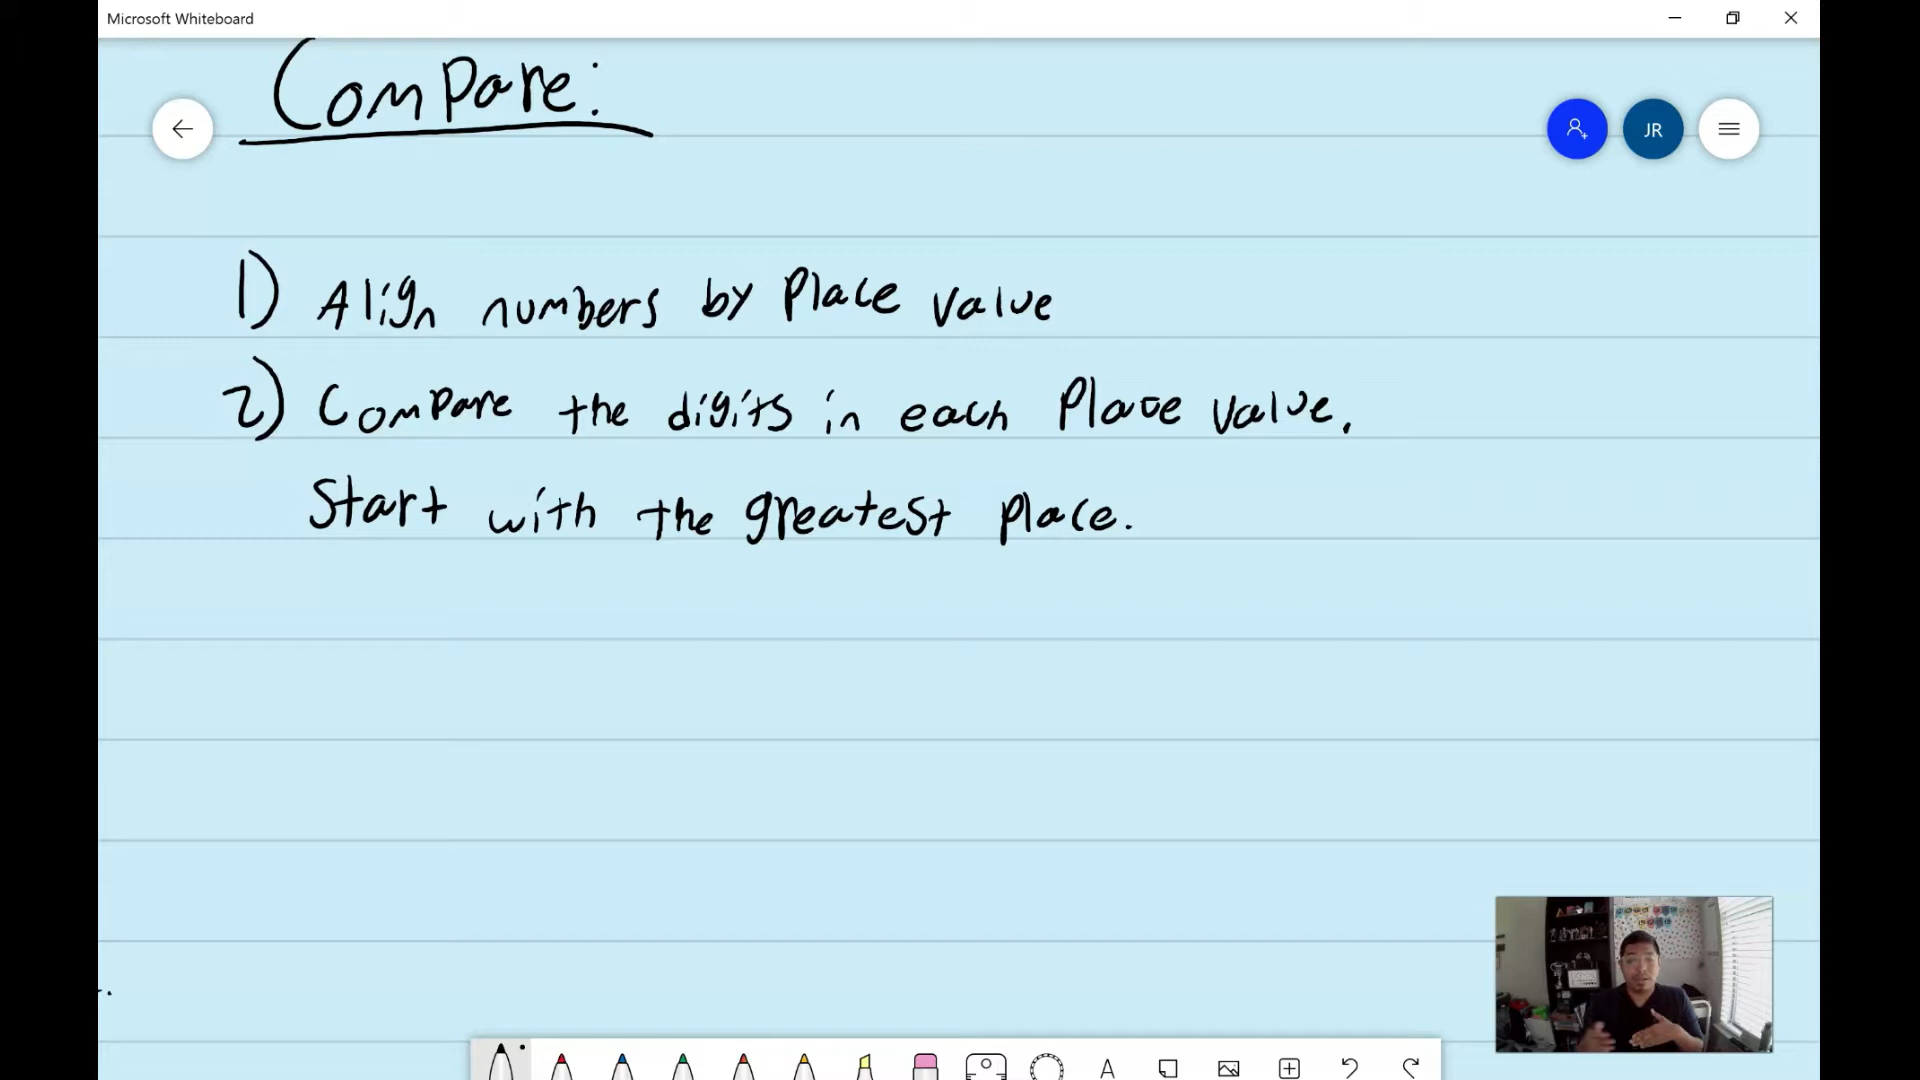 Microsoft Whiteboard
Compare:
JR
1) Align numbers by place value
2) Compare the digits in each place value.
Start with the greatest place.